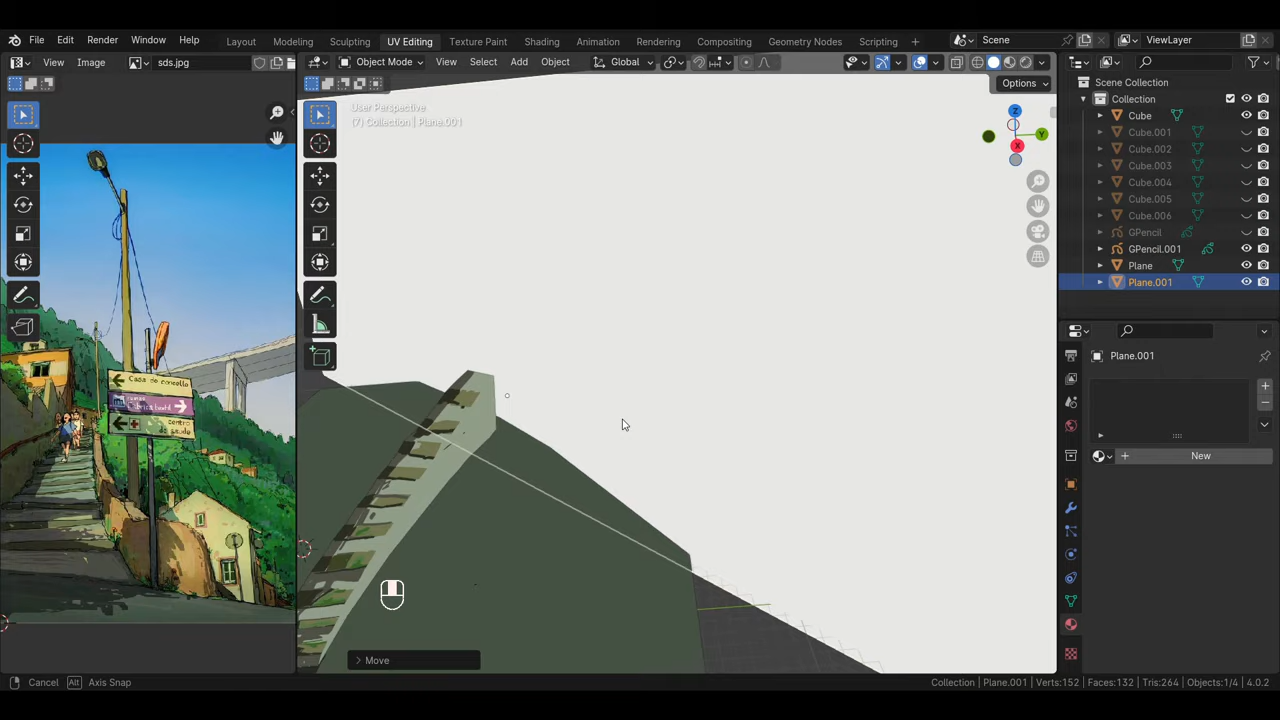 File Edit Render Window Help Layout Modeling Sculpting UV Editing Texture Paint Shading Animation Rendering Compositing Geometry Nodes Scripting + Scene ViewLayer
View Image sds.jpg Object Mode View Select Add Object Global
Options
User Perspective
(7) Collection | Plane.001
Z
Y
X
Scene Collection
Collection
Cube
Cube.001
Cube.002
Cube.003
Cube.004
Cube.005
Cube.006
GPencil
GPencil.001
Plane
Plane.001
Plane.001
+ New
Casa do concello
centro
de saude
Move
Cancel Alt Axis Snap Collection | Plane.001 | Verts:152 | Faces:132 | Tris:264 | Objects:1/4 | 4.0.2